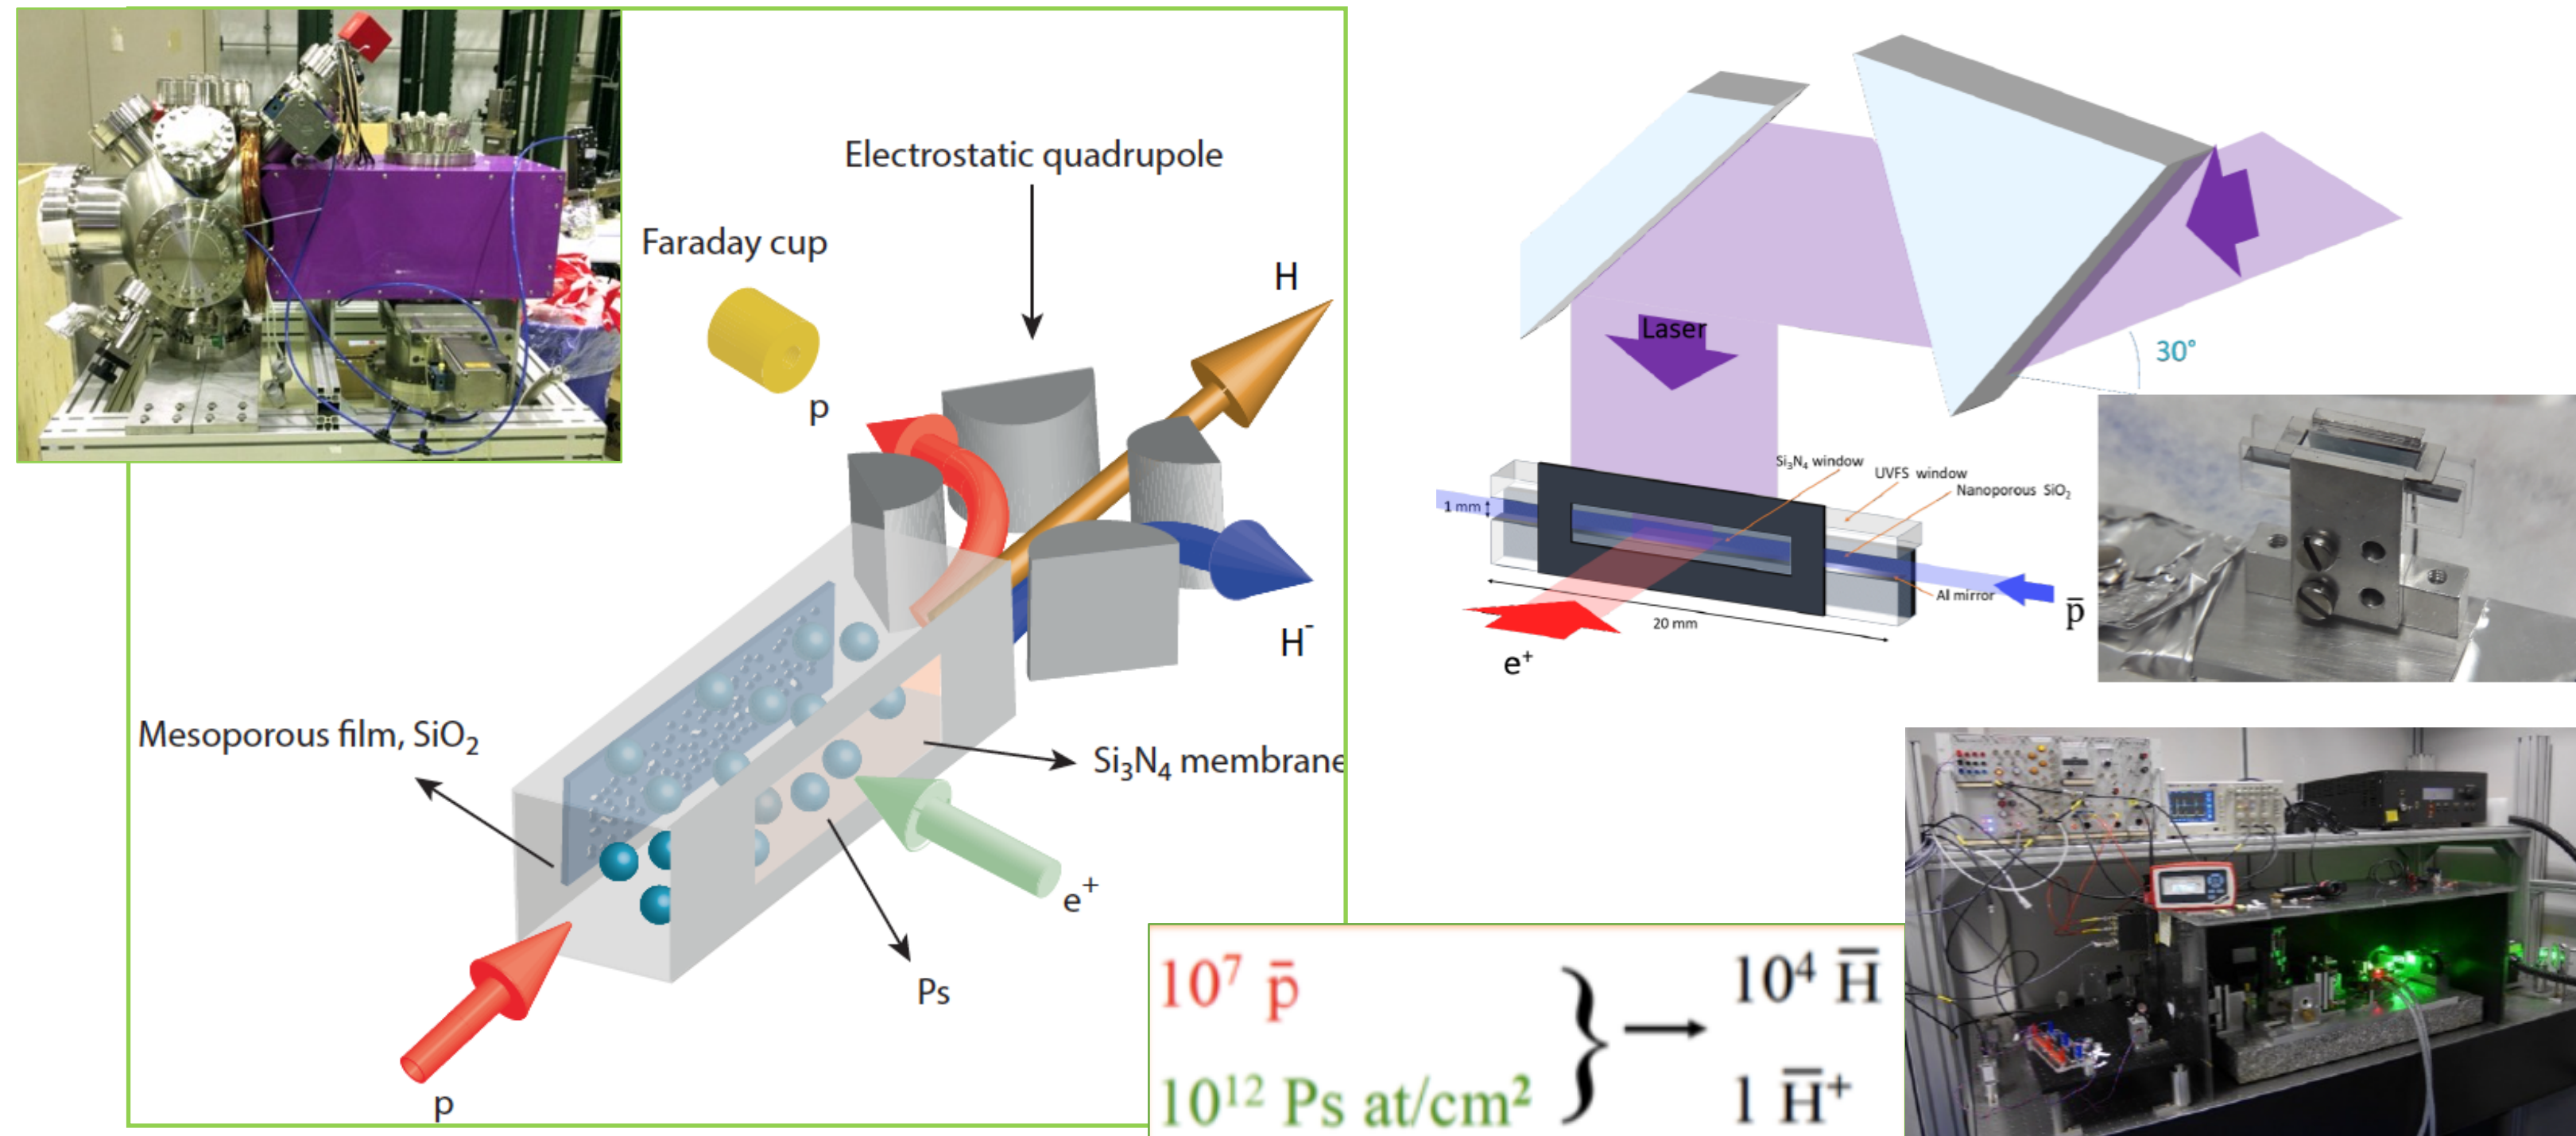 Electrostatic quadrupole
Faraday cup
H
p
H⁻
Mesoporous film, SiO₂
Si₃N₄ membrane
e⁺
Ps
p
Laser
30°
Si₃N₄ window
UVFS window
Nanoporous SiO₂
1 mm
Al mirror
p̅
20 mm
e⁺
10⁷ p̅
10¹² Ps at/cm²
} →
10⁴ H̅
1 H̅⁺